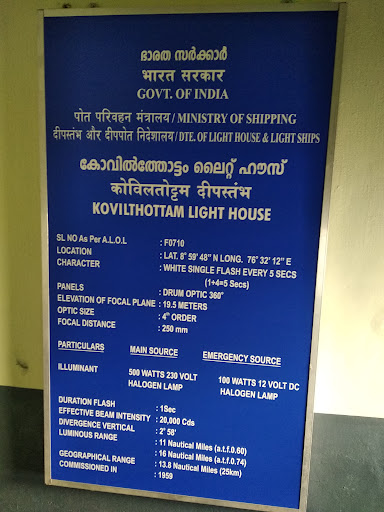 ഭാരത സർക്കാർ
भारत सरकार
GOVT. OF INDIA
पोत परिवहन मंत्रालय/ MINISTRY OF SHIPPING
दीपस्तंभ और दीपपोत निदेशालय/ DTE. OF LIGHT HOUSE & LIGHT SHIPS
കോവിൽത്തോട്ടം ലൈറ്റ് ഹൗസ്
कोविलतोट्टम दीपस्तंभ
KOVILTHOTTAM LIGHT HOUSE
SL NO As Per A.L.O.L : F0710
LOCATION : LAT. 8° 59' 48" N LONG. 76° 32' 12" E
CHARACTER : WHITE SINGLE FLASH EVERY 5 SECS
(1+4=5 Secs)
PANELS : DRUM OPTIC 360°
ELEVATION OF FOCAL PLANE : 19.5 METERS
OPTIC SIZE : 4th ORDER
FOCAL DISTANCE : 250 mm
PARTICULARS MAIN SOURCE EMERGENCY SOURCE
ILLUMINANT 500 WATTS 230 VOLT 100 WATTS 12 VOLT DC
HALOGEN LAMP HALOGEN LAMP
DURATION FLASH : 1Sec
EFFECTIVE BEAM INTENSITY : 20,000 Cds
DIVERGENCE VERTICAL : 2° 58'
LUMINOUS RANGE : 11 Nautical Miles (a.t.f.0.60)
: 16 Nautical Miles (a.t.f.0.74)
GEOGRAPHICAL RANGE : 13.8 Nautical Miles (25km)
COMMISSIONED IN : 1959